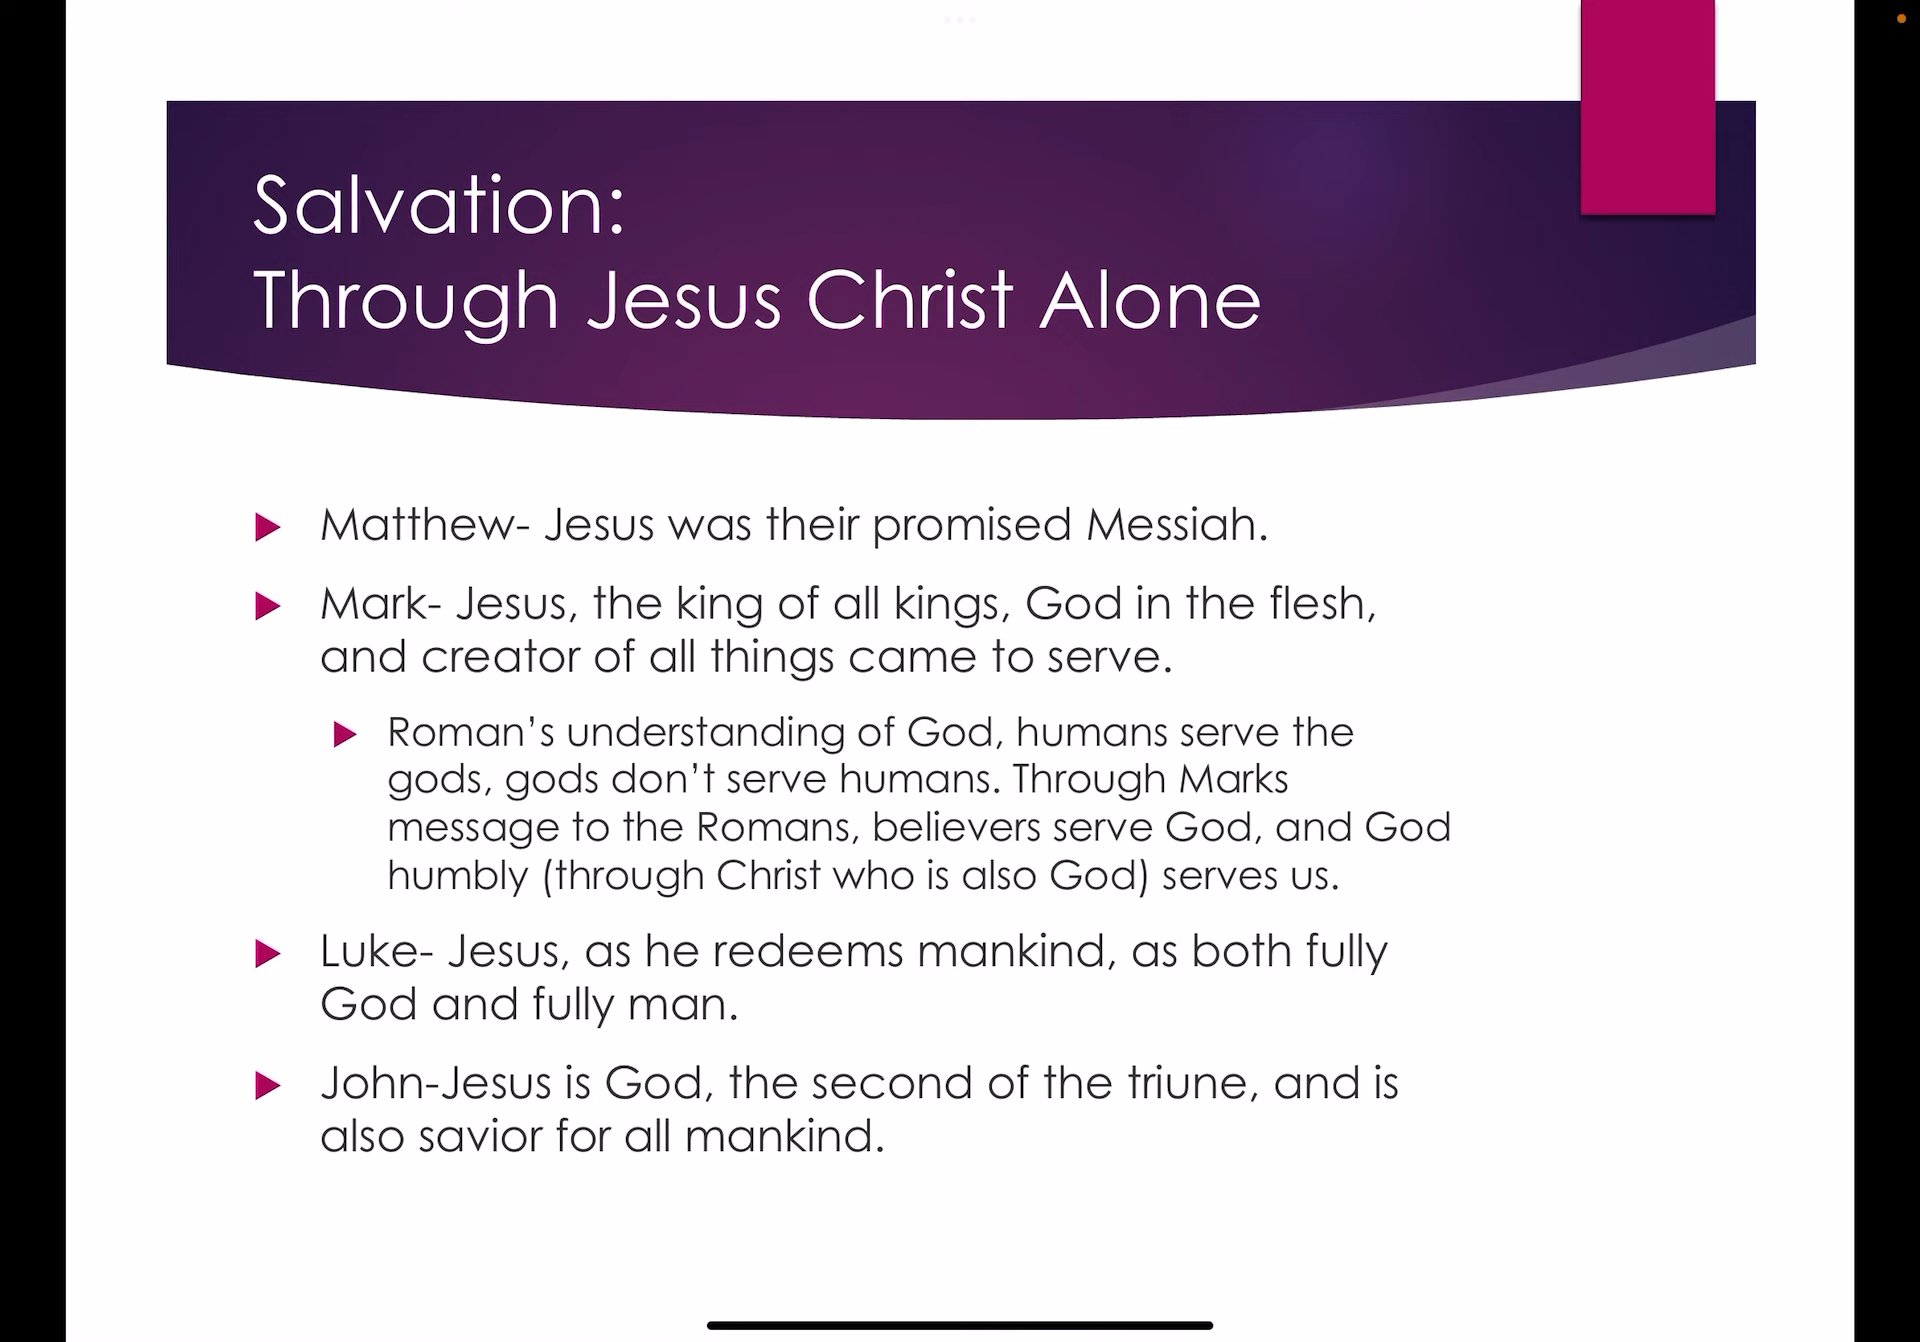 Salvation:
Through Jesus Christ Alone
Matthew- Jesus was their promised Messiah.
Mark- Jesus, the king of all kings, God in the flesh,
and creator of all things came to serve.
Roman’s understanding of God, humans serve the
gods, gods don’t serve humans. Through Marks
message to the Romans, believers serve God, and God
humbly (through Christ who is also God) serves us.
Luke- Jesus, as he redeems mankind, as both fully
God and fully man.
John-Jesus is God, the second of the triune, and is
also savior for all mankind.